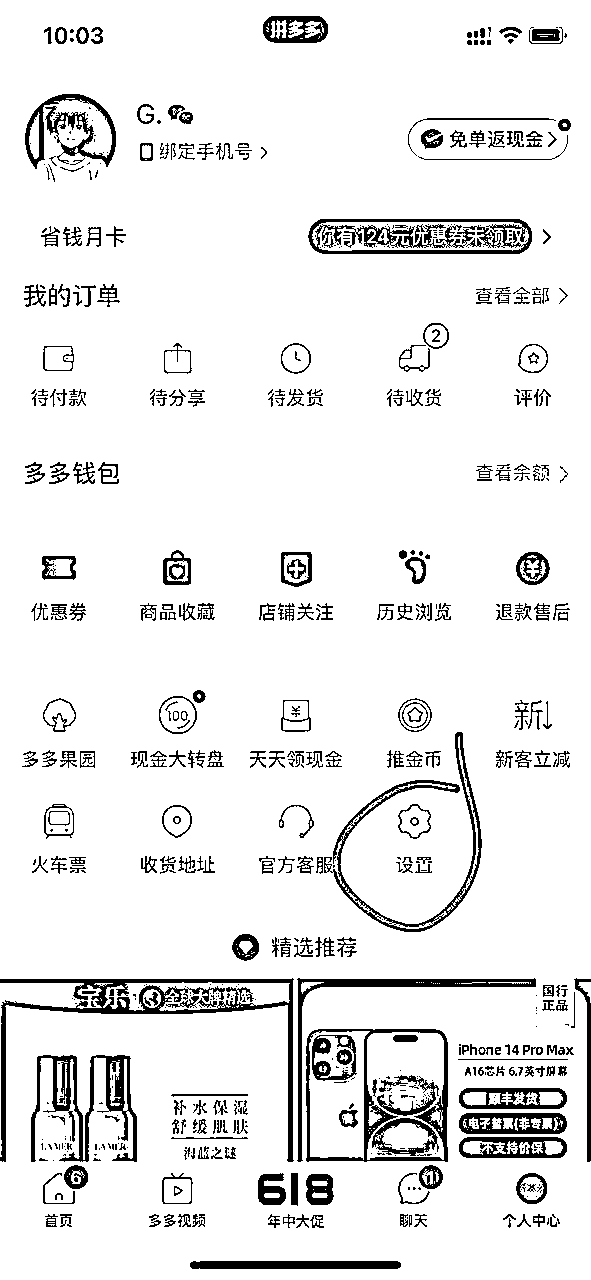 10:03
拼多多
G.
绑定手机号
免单返现金
省钱月卡
你有124元优惠券未领取
我的订单
查看全部
2
待付款
待分享
待发货
待收货
评价
多多钱包
查看余额
优惠券
商品收藏
店铺关注
历史浏览
退款售后
100
新
多多果园
现金大转盘
天天领现金
推金币
新客立减
火车票
收货地址
官方客服
设置
精选推荐
宝乐
全球大牌精选
国行
正品
iPhone 14 Pro Max
A16芯片 6.7英寸屏幕
顺丰发货
电子普票(非专票)
不支持价保
补水保湿
舒缓肌肤
海蓝之谜
LA MER
LA MER
6
618
首页
多多视频
年中大促
聊天
个人中心